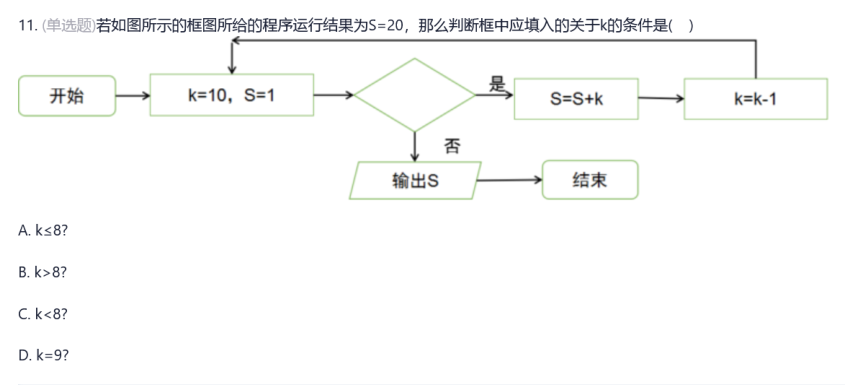 11. (单选题)若如图所示的框图所给的程序运行结果为S=20，那么判断框中应填入的关于k的条件是(　)
开始
k=10，S=1
是
S=S+k
k=k-1
否
输出S
结束
A. k≤8?
B. k>8?
C. k<8?
D. k=9?